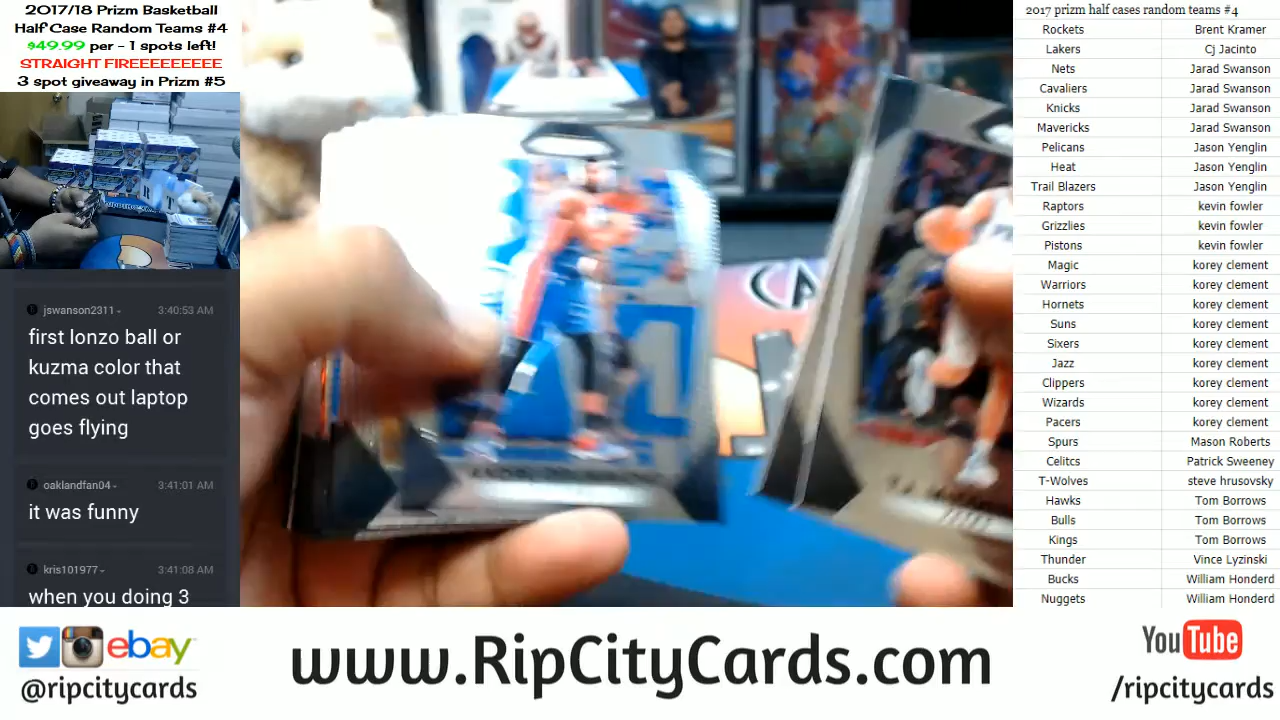 2017/18 Prizm Basketball
Half Case Random Teams #4
$49.99 per - 1 spots left!
STRAIGHT FIREEEEEEEEE
3 spot giveaway in Prizm #5
jswanson2311
3:40:53 AM
first lonzo ball or
kuzma color that
comes out laptop
goes flying
oaklandfan04
3:41:01 AM
it was funny
kris101977
3:41:08 AM
when you doing 3
2017 prizm half cases random teams #4
Rockets Brent Kramer
Lakers Cj Jacinto
Nets Jarad Swanson
Cavaliers Jarad Swanson
Knicks Jarad Swanson
Mavericks Jarad Swanson
Pelicans Jason Yenglin
Heat Jason Yenglin
Trail Blazers Jason Yenglin
Raptors kevin fowler
Grizzlies kevin fowler
Pistons kevin fowler
Magic korey clement
Warriors korey clement
Hornets korey clement
Suns korey clement
Sixers korey clement
Jazz korey clement
Clippers korey clement
Wizards korey clement
Pacers korey clement
Spurs Mason Roberts
Celitcs Patrick Sweeney
T-Wolves steve hrusovsky
Hawks Tom Borrows
Bulls Tom Borrows
Kings Tom Borrows
Thunder Vince Lyzinski
Bucks William Honderd
Nuggets William Honderd
CA
ebay
@ripcitycards
www.RipCityCards.com
YouTube
/ripcitycards